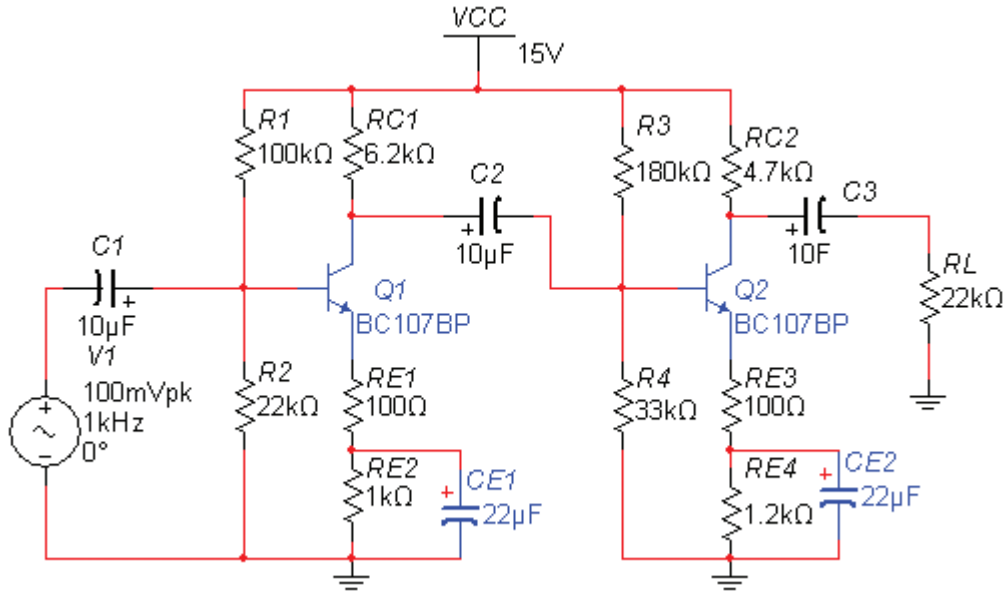 VCC
15V
R1
100kΩ
RC1
6.2kΩ
R3
180kΩ
RC2
4.7kΩ
C2
+
10µF
C3
+
10F
C1
+
10µF
Q1
BC107BP
Q2
BC107BP
RL
22kΩ
V1
100mVpk
1kHz
0°
+
R2
22kΩ
RE1
100Ω
R4
33kΩ
RE3
100Ω
RE2
1kΩ
+
CE1
22µF
RE4
1.2kΩ
+
CE2
22µF